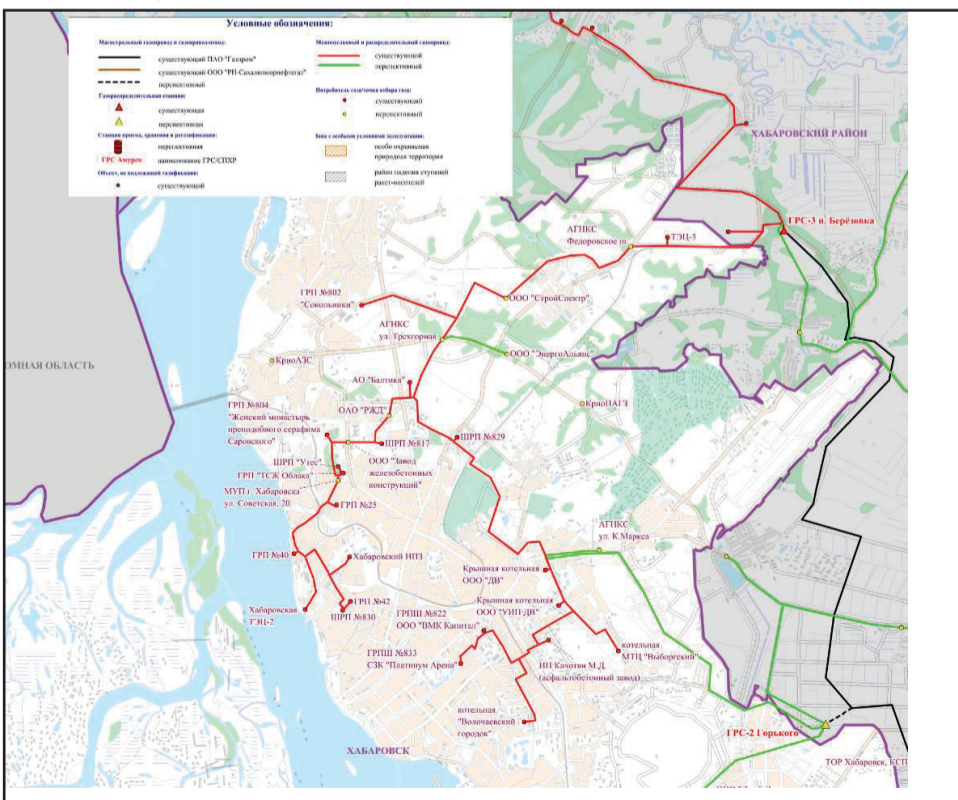 Условные обозначения:
Магистральный газопровод и газопровод-отвод:
существующий ПАО "Газпром"
существующий ООО "РН-Сахалинморнефтегаз"
перспективный
Газораспределительная станция:
существующая
перспективная
Станция приема, хранения и регазификации:
перспективная
ГРС Амурск
наименование ГРС/СПХР
Объект, не подлежащий газификации:
существующий
Межпоселковый и распределительный газопровод:
существующий
перспективный
Потребитель газа/точка отбора газа:
существующий
перспективный
Зона с особыми условиями эксплуатации:
особо охраняемая
природная территория
район падения ступеней
ракет-носителей
ХАБАРОВСКИЙ РАЙОН
ГРС-3 п. Берёзовка
АГНКС
Федоровское ш.
ТЭЦ-3
ГРП №802
"Сокольники"
ООО "СтройСпектр"
АГНКС
ул. Трехгорная
ООО "ЭнергоАльянс"
КриоАЗС
ОМНАЯ ОБЛАСТЬ
АО "Балтика"
КриоПАГЗ
ГРП №804
"Женский монастырь
преподобного серафима
Саровского"
ОАО "РЖД"
ШРП №817
ШРП №829
ШРП "Утес"
ГРП "ТСЖ Облака"
МУП г. Хабаровска
ул. Советская, 20
ООО "Завод
железобетонных
конструкций"
ГРП №25
АГНКС
ул. К.Маркса
ГРП №40
Хабаровский НПЗ
Крышная котельная
ООО "ДВ"
Крышная котельная
ООО "УИП-ДВ"
ГРП №42
ШРП №830
Хабаровская
ТЭЦ-2
ГРПШ №822
ООО "ВМК Капитал"
ГРПШ №833
СЗК "Платинум Арена"
котельная
МТЦ "Выборгский"
ИП Качотян М.Д.
(асфальтобетонный завод)
котельная
"Волочаевский
городок"
ГРС-2 Горького
ХАБАРОВСК
ТОР Хабаровск, КСП